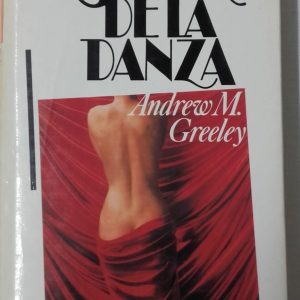 DE LA
DANZA
Andrew M.
Greeley